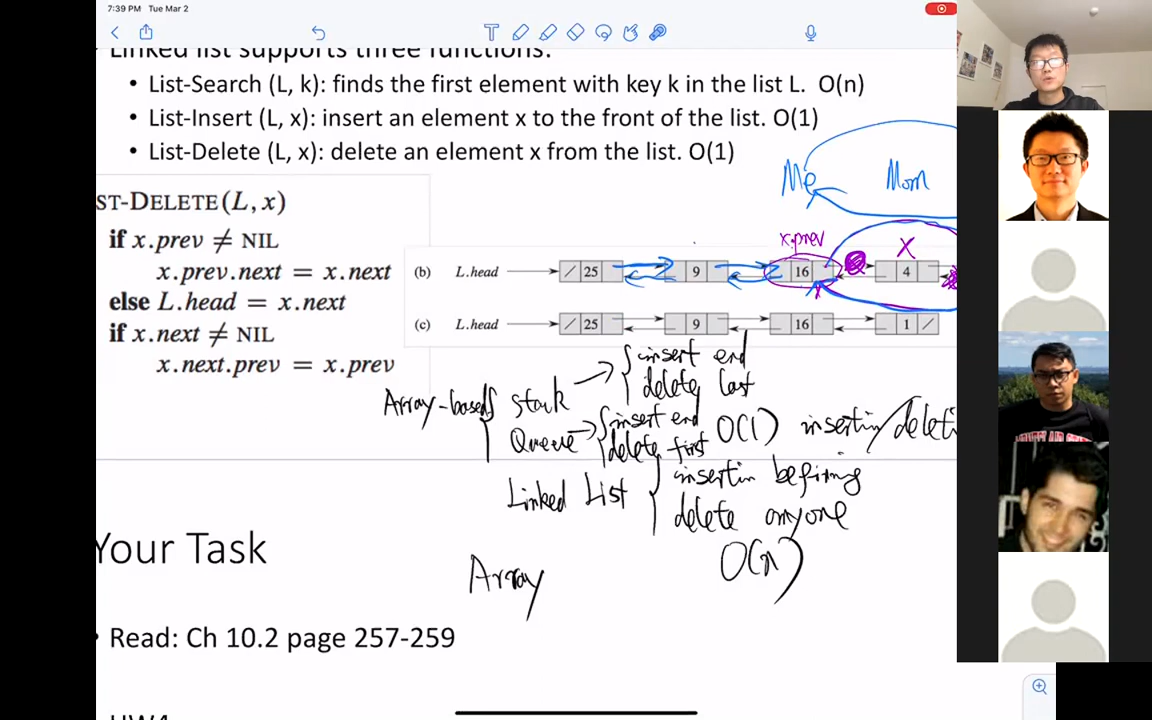 7:39 PM Tue Mar 2
Linked list supports three functions:
• List-Search (L, k): finds the first element with key k in the list L. O(n)
• List-Insert (L, x): insert an element x to the front of the list. O(1)
• List-Delete (L, x): delete an element x from the list. O(1)
Me Mom
ST-DELETE(L, x)
if x.prev ≠ NIL
x.prev.next = x.next
else L.head = x.next
if x.next ≠ NIL
x.next.prev = x.prev
x.prev X
(b) L.head / 25 9 16 4
(c) L.head / 25 9 16 1 /
Array-based
Stack insert end
delete last
Queue insert end
delete first
O(1) insertin/deleti
Linked List insertin
delete anyone
Array O(n)
Your Task
• Read: Ch 10.2 page 257-259
HW4